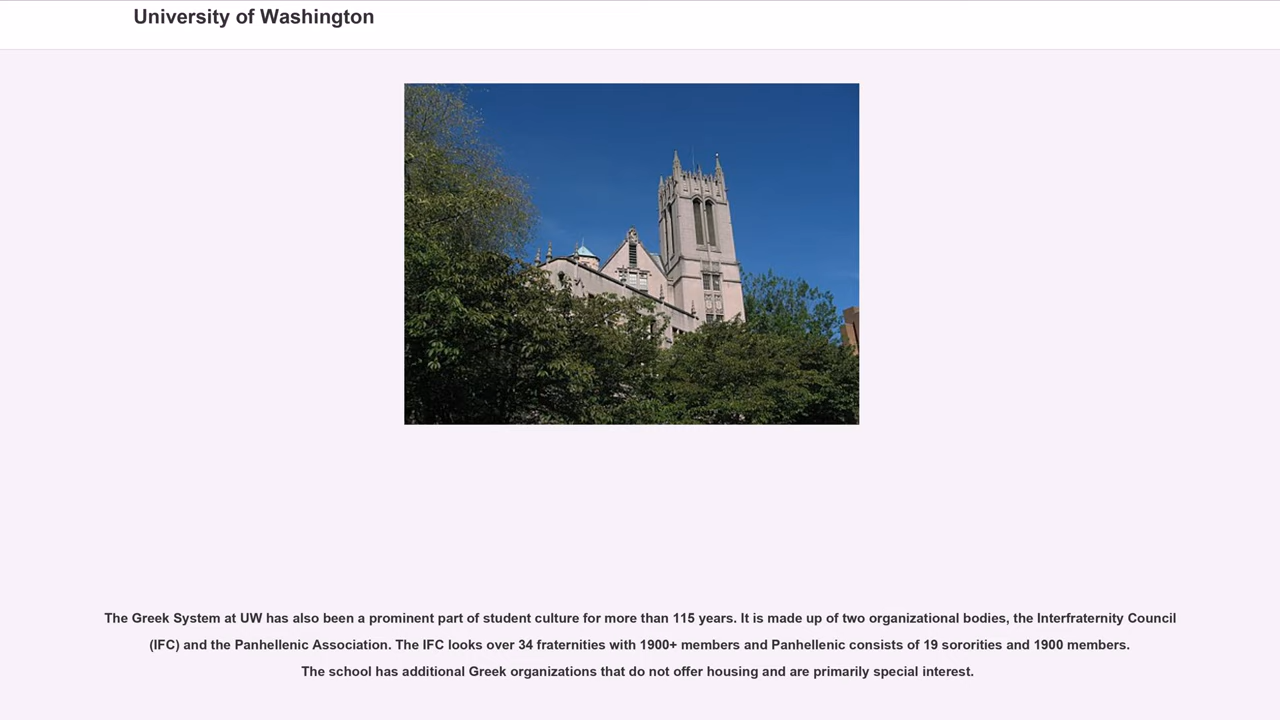 University of Washington
The Greek System at UW has also been a prominent part of student culture for more than 115 years. It is made up of two organizational bodies, the Interfraternity Council
(IFC) and the Panhellenic Association. The IFC looks over 34 fraternities with 1900+ members and Panhellenic consists of 19 sororities and 1900 members.
The school has additional Greek organizations that do not offer housing and are primarily special interest.